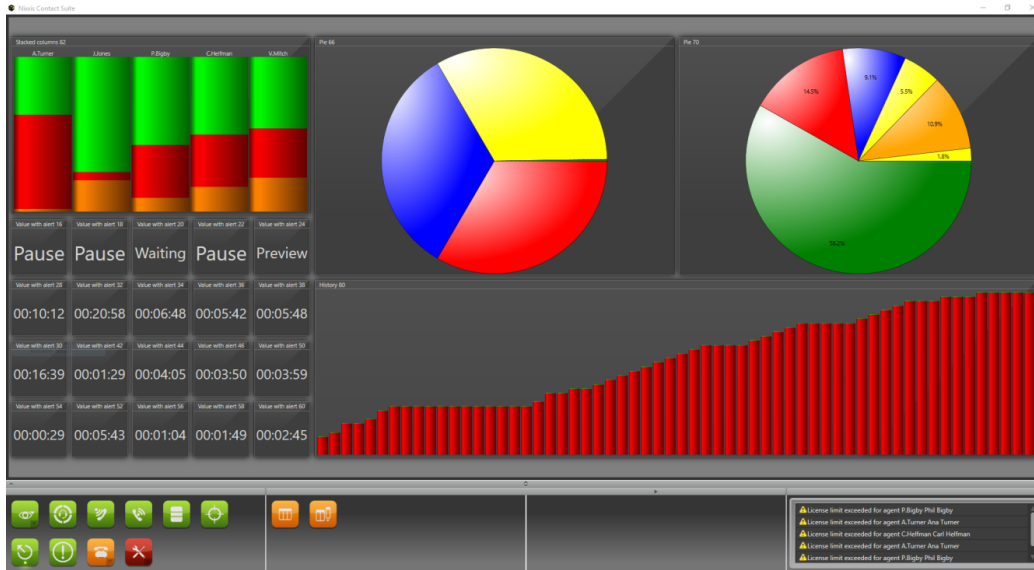 Nixxis Contact Suite
Stacked columns 82
A.Turner J.Jones P.Bigby C.Helfman V.Mitch
Pie 66
Pie 70
14.5% 9.1% 5.5% 10.9% 1.8%
58.2%
Value with alert 16 Value with alert 18 Value with alert 20 Value with alert 22 Value with alert 24
Pause Pause Waiting Pause Preview
Value with alert 28 Value with alert 32 Value with alert 34 Value with alert 36 Value with alert 38
00:10:12 00:20:58 00:06:48 00:05:42 00:05:48
Value with alert 30 Value with alert 42 Value with alert 44 Value with alert 46 Value with alert 50
00:16:39 00:01:29 00:04:05 00:03:50 00:03:59
Value with alert 54 Value with alert 52 Value with alert 56 Value with alert 58 Value with alert 60
00:00:29 00:05:43 00:01:04 00:01:49 00:02:45
History 80
License limit exceeded for agent P.Bigby Phil Bigby
License limit exceeded for agent A.Turner Ana Turner
License limit exceeded for agent C.Helfman Carl Helfman
License limit exceeded for agent A.Turner Ana Turner
License limit exceeded for agent P.Bigby Phil Bigby